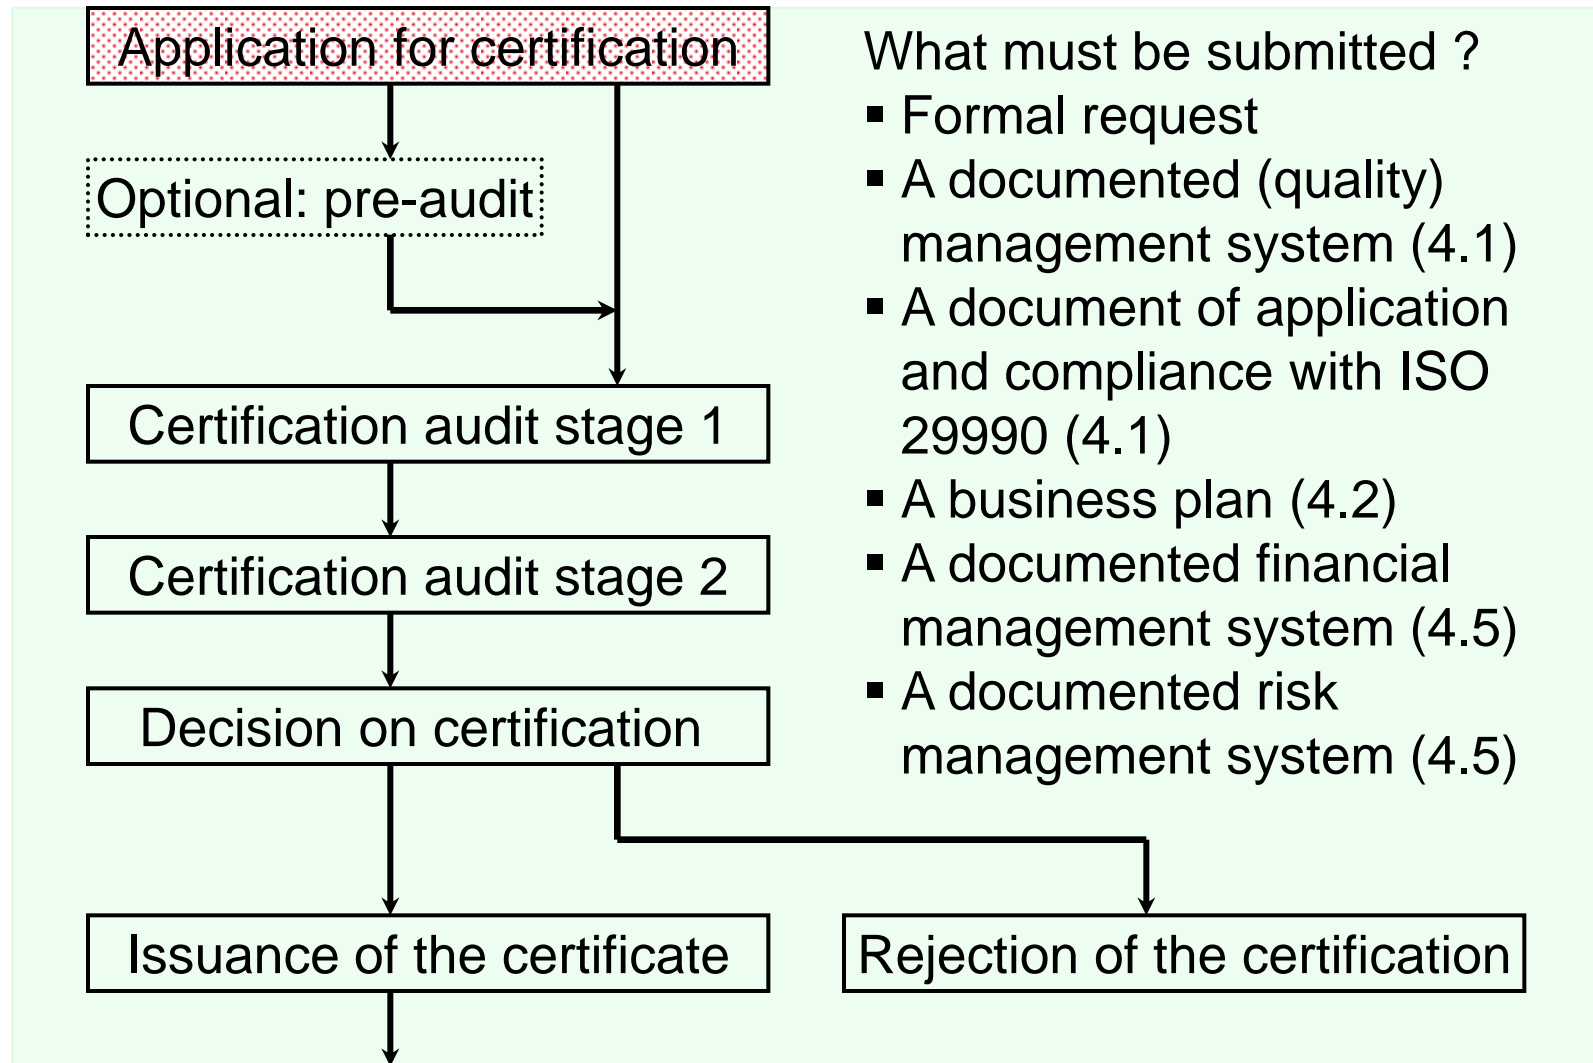 Application for certification
Optional: pre-audit
Certification audit stage 1
Certification audit stage 2
Decision on certification
Issuance of the certificate
Rejection of the certification
What must be submitted ?
▪ Formal request
▪ A documented (quality)
management system (4.1)
▪ A document of application
and compliance with ISO
29990 (4.1)
▪ A business plan (4.2)
▪ A documented financial
management system (4.5)
▪ A documented risk
management system (4.5)